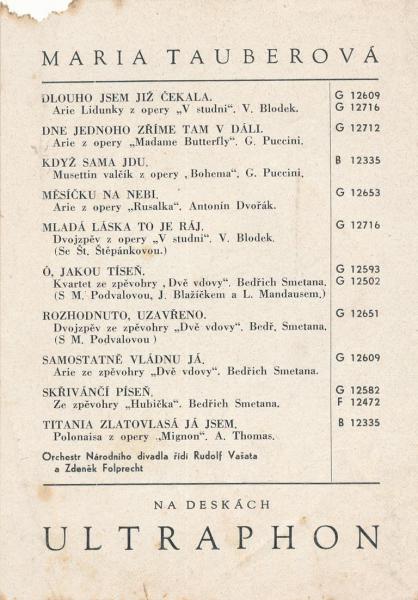 MARIA TAUBEROVÁ
DLOUHO JSEM JIŽ ČEKALA. G 12609
Arie Lidunky z opery „V studni". V. Blodek. G 12716
DNE JEDNOHO ZŘÍME TAM V DÁLI. G 12712
Arie z opery „Madame Butterfly". G. Puccini.
KDYŽ SAMA JDU. B 12335
Musettin valčík z opery ‚Bohema". G. Puccini.
MĚSÍČKU NA NEBI. G 12653
Arie z opery „Rusalka". Antonín Dvořák.
MLADÁ LÁSKA TO JE RÁJ. G 12716
Dvojzpěv z opery „V studni". V. Blodek.
(Se Št. Štěpánkovou.)
Ó, JAKOU TÍSEŇ. G 12593
Kvartet ze zpěvohry ‚Dvě vdovy". Bedřich Smetana. G 12502
(S M. Podvalovou, J. Blažíčkem a L. Mandausem.)
ROZHODNUTO, UZAVŘENO. G 12651
Dvojzpěv ze zpěvohry „Dvě vdovy". Bedř. Smetana.
(S M. Podvalovou )
SAMOSTATNĚ VLÁDNU JÁ. G 12609
Arie ze zpěvohry „Dvě vdovy". Bedřich Smetana.
SKŘIVÁNČÍ PÍSEŇ. G 12582
Ze zpěvohry „Hubička". Bedřich Smetana. F 12472
TITANIA ZLATOVLASÁ JÁ JSEM. B 12335
Polonaisa z opery „Mignon". A. Thomas.
Orchestr Národního divadla řídí Rudolf Vašata
a Zdeněk Folprecht
NA DESKÁCH
ULTRAPHON